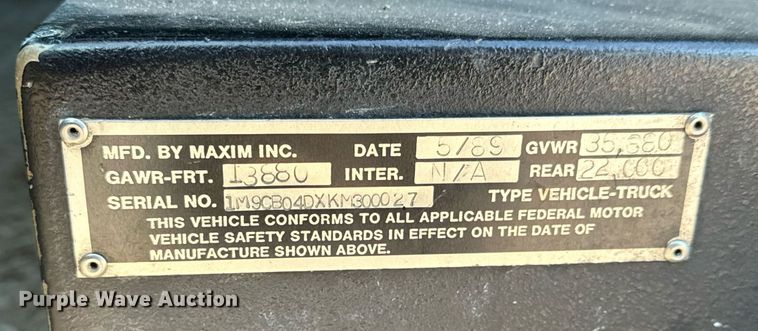 MFD. BY MAXIM INC. DATE 5/89 GVWR 35,880
GAWR-FRT. 13880 INTER. N/A REAR 22,000
SERIAL NO. 1M9CB04DXKM300027 TYPE VEHICLE-TRUCK
THIS VEHICLE CONFORMS TO ALL APPLICABLE FEDERAL MOTOR
VEHICLE SAFETY STANDARDS IN EFFECT ON THE DATE OF
MANUFACTURE SHOWN ABOVE.
Purple Wave Auction